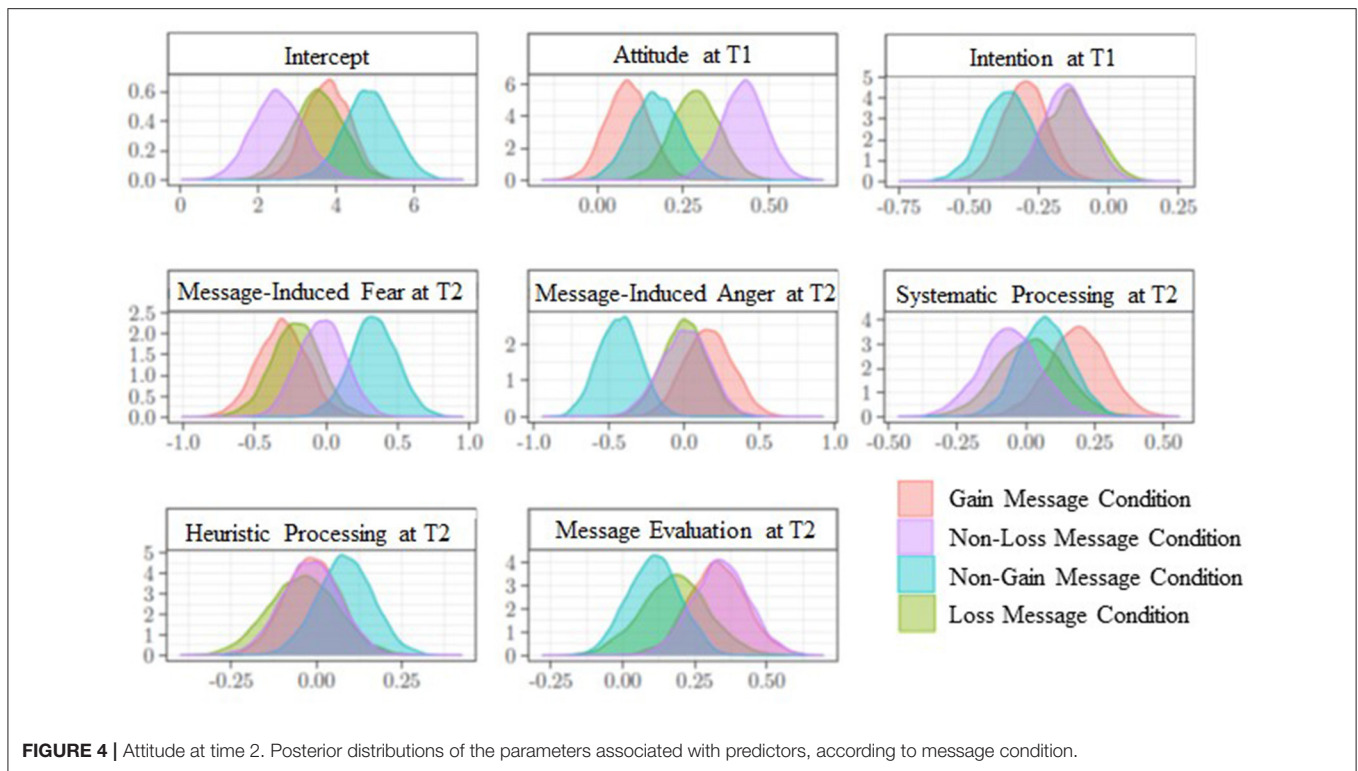 Intercept
Attitude at T1
Intention at T1
0.6
0.4
0.2
0.0
0 2 4 6
6
4
2
0
0.00 0.25 0.50
5
4
3
2
1
0
-0.75 -0.50 -0.25 0.00 0.25
Message-Induced Fear at T2
Message-Induced Anger at T2
Systematic Processing at T2
2.5
2.0
1.5
1.0
0.5
0.0
-1.0 -0.5 0.0 0.5 1.0
2
1
0
-1.0 -0.5 0.0 0.5 1.0
4
3
2
1
0
-0.50 -0.25 0.00 0.25 0.50
Heuristic Processing at T2
Message Evaluation at T2
5
4
3
2
1
0
-0.25 0.00 0.25
4
3
2
1
0
-0.25 0.00 0.25 0.50
Gain Message Condition
Non-Loss Message Condition
Non-Gain Message Condition
Loss Message Condition
FIGURE 4 | Attitude at time 2. Posterior distributions of the parameters associated with predictors, according to message condition.